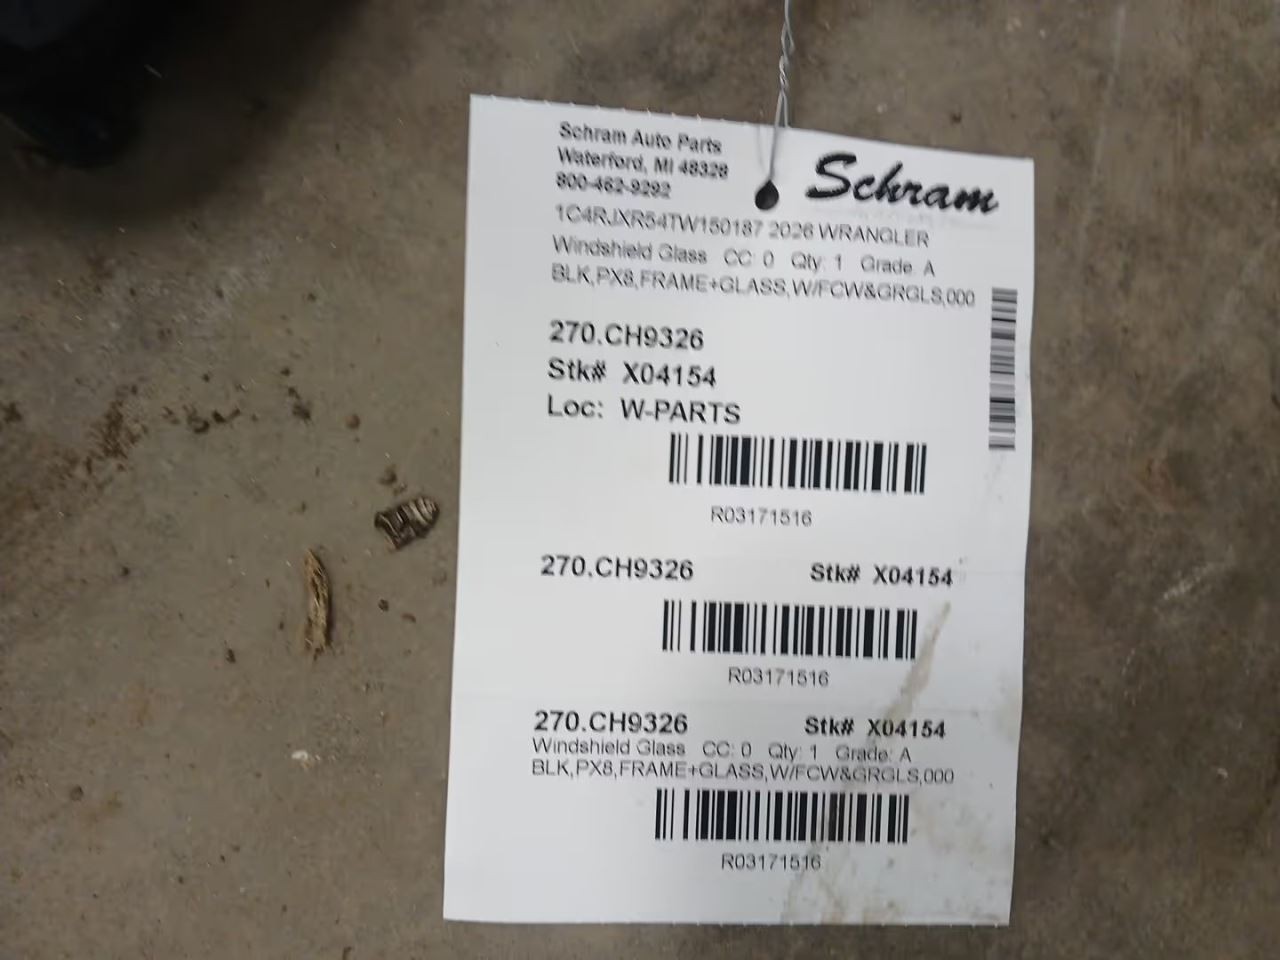 Schram Auto Parts
Waterford, MI 48328
800-462-9292
Schram
1C4RJXR54TW150187 2026 WRANGLER
Windshield Glass CC: 0 Qty: 1 Grade: A
BLK,PX8,FRAME+GLASS,W/FCW&GRGLS,000
270.CH9326
Stk# X04154
Loc: W-PARTS
R03171516
270.CH9326 Stk# X04154
R03171516
270.CH9326 Stk# X04154
Windshield Glass CC: 0 Qty: 1 Grade: A
BLK,PX8,FRAME+GLASS,W/FCW&GRGLS,000
R03171516